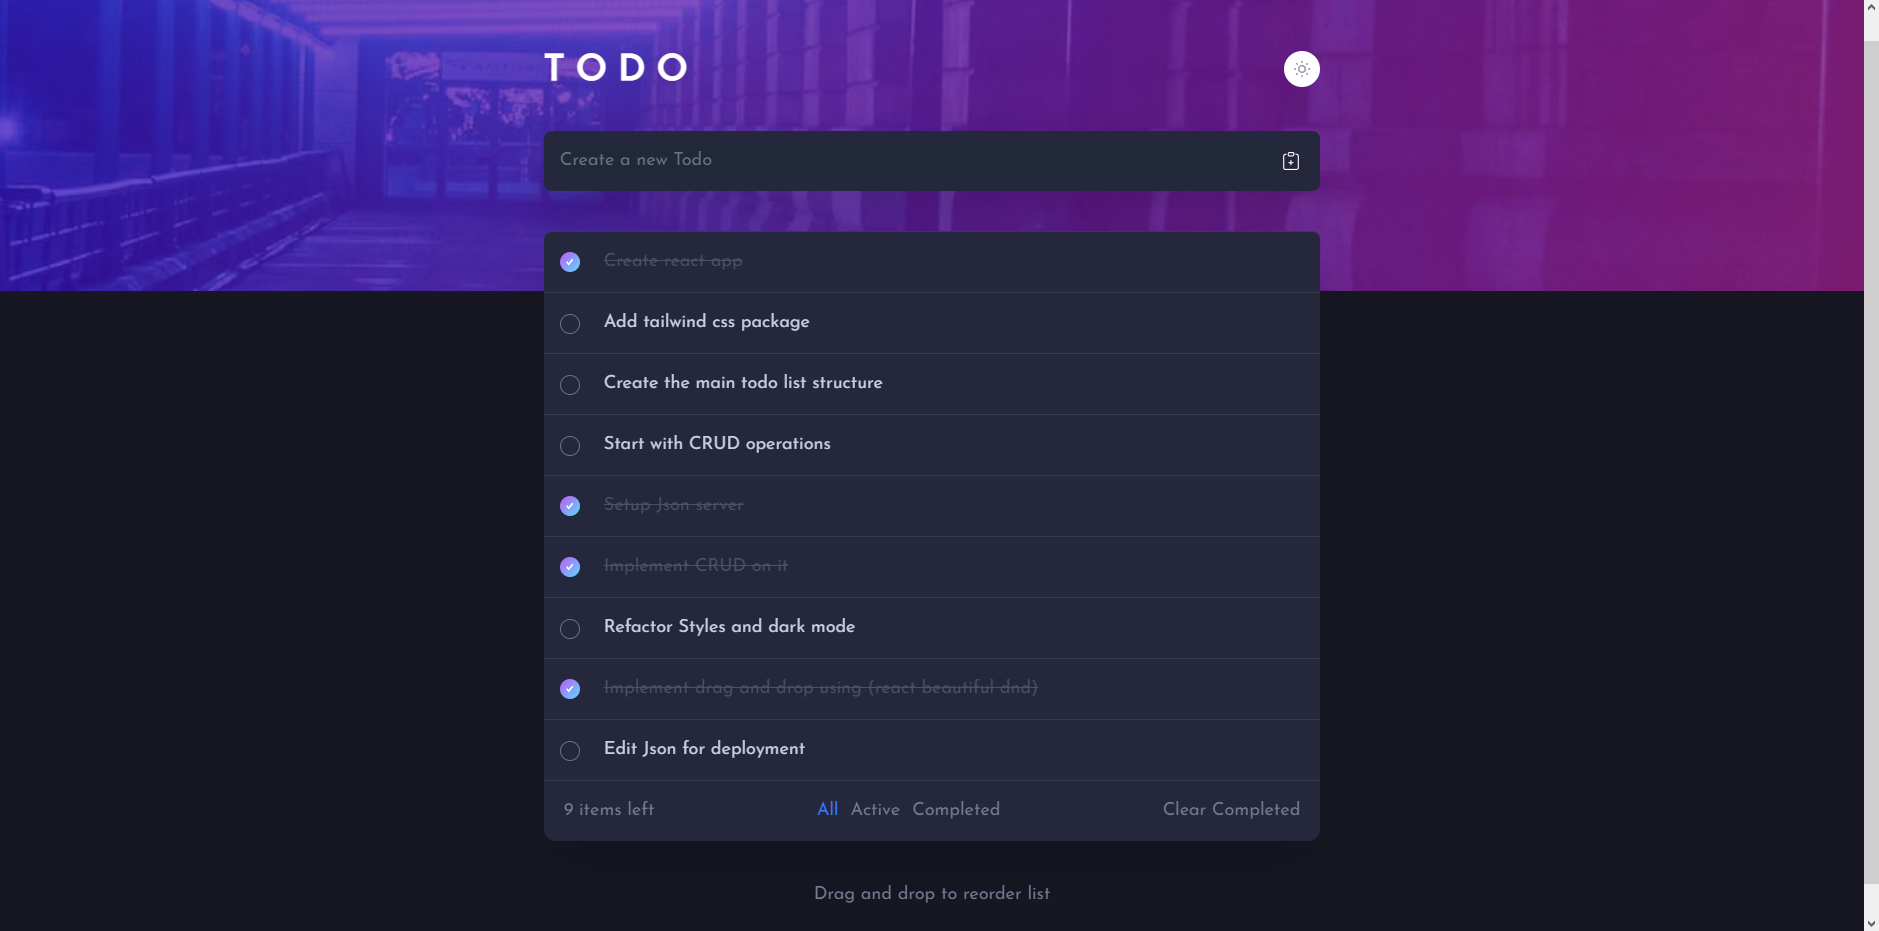 TODO
Create a new Todo
Create react app
Add tailwind css package
Create the main todo list structure
Start with CRUD operations
Setup Json server
Implement CRUD on it
Refactor Styles and dark mode
Implement drag and drop using (react beautiful dnd)
Edit Json for deployment
9 items left All Active Completed Clear Completed
Drag and drop to reorder list